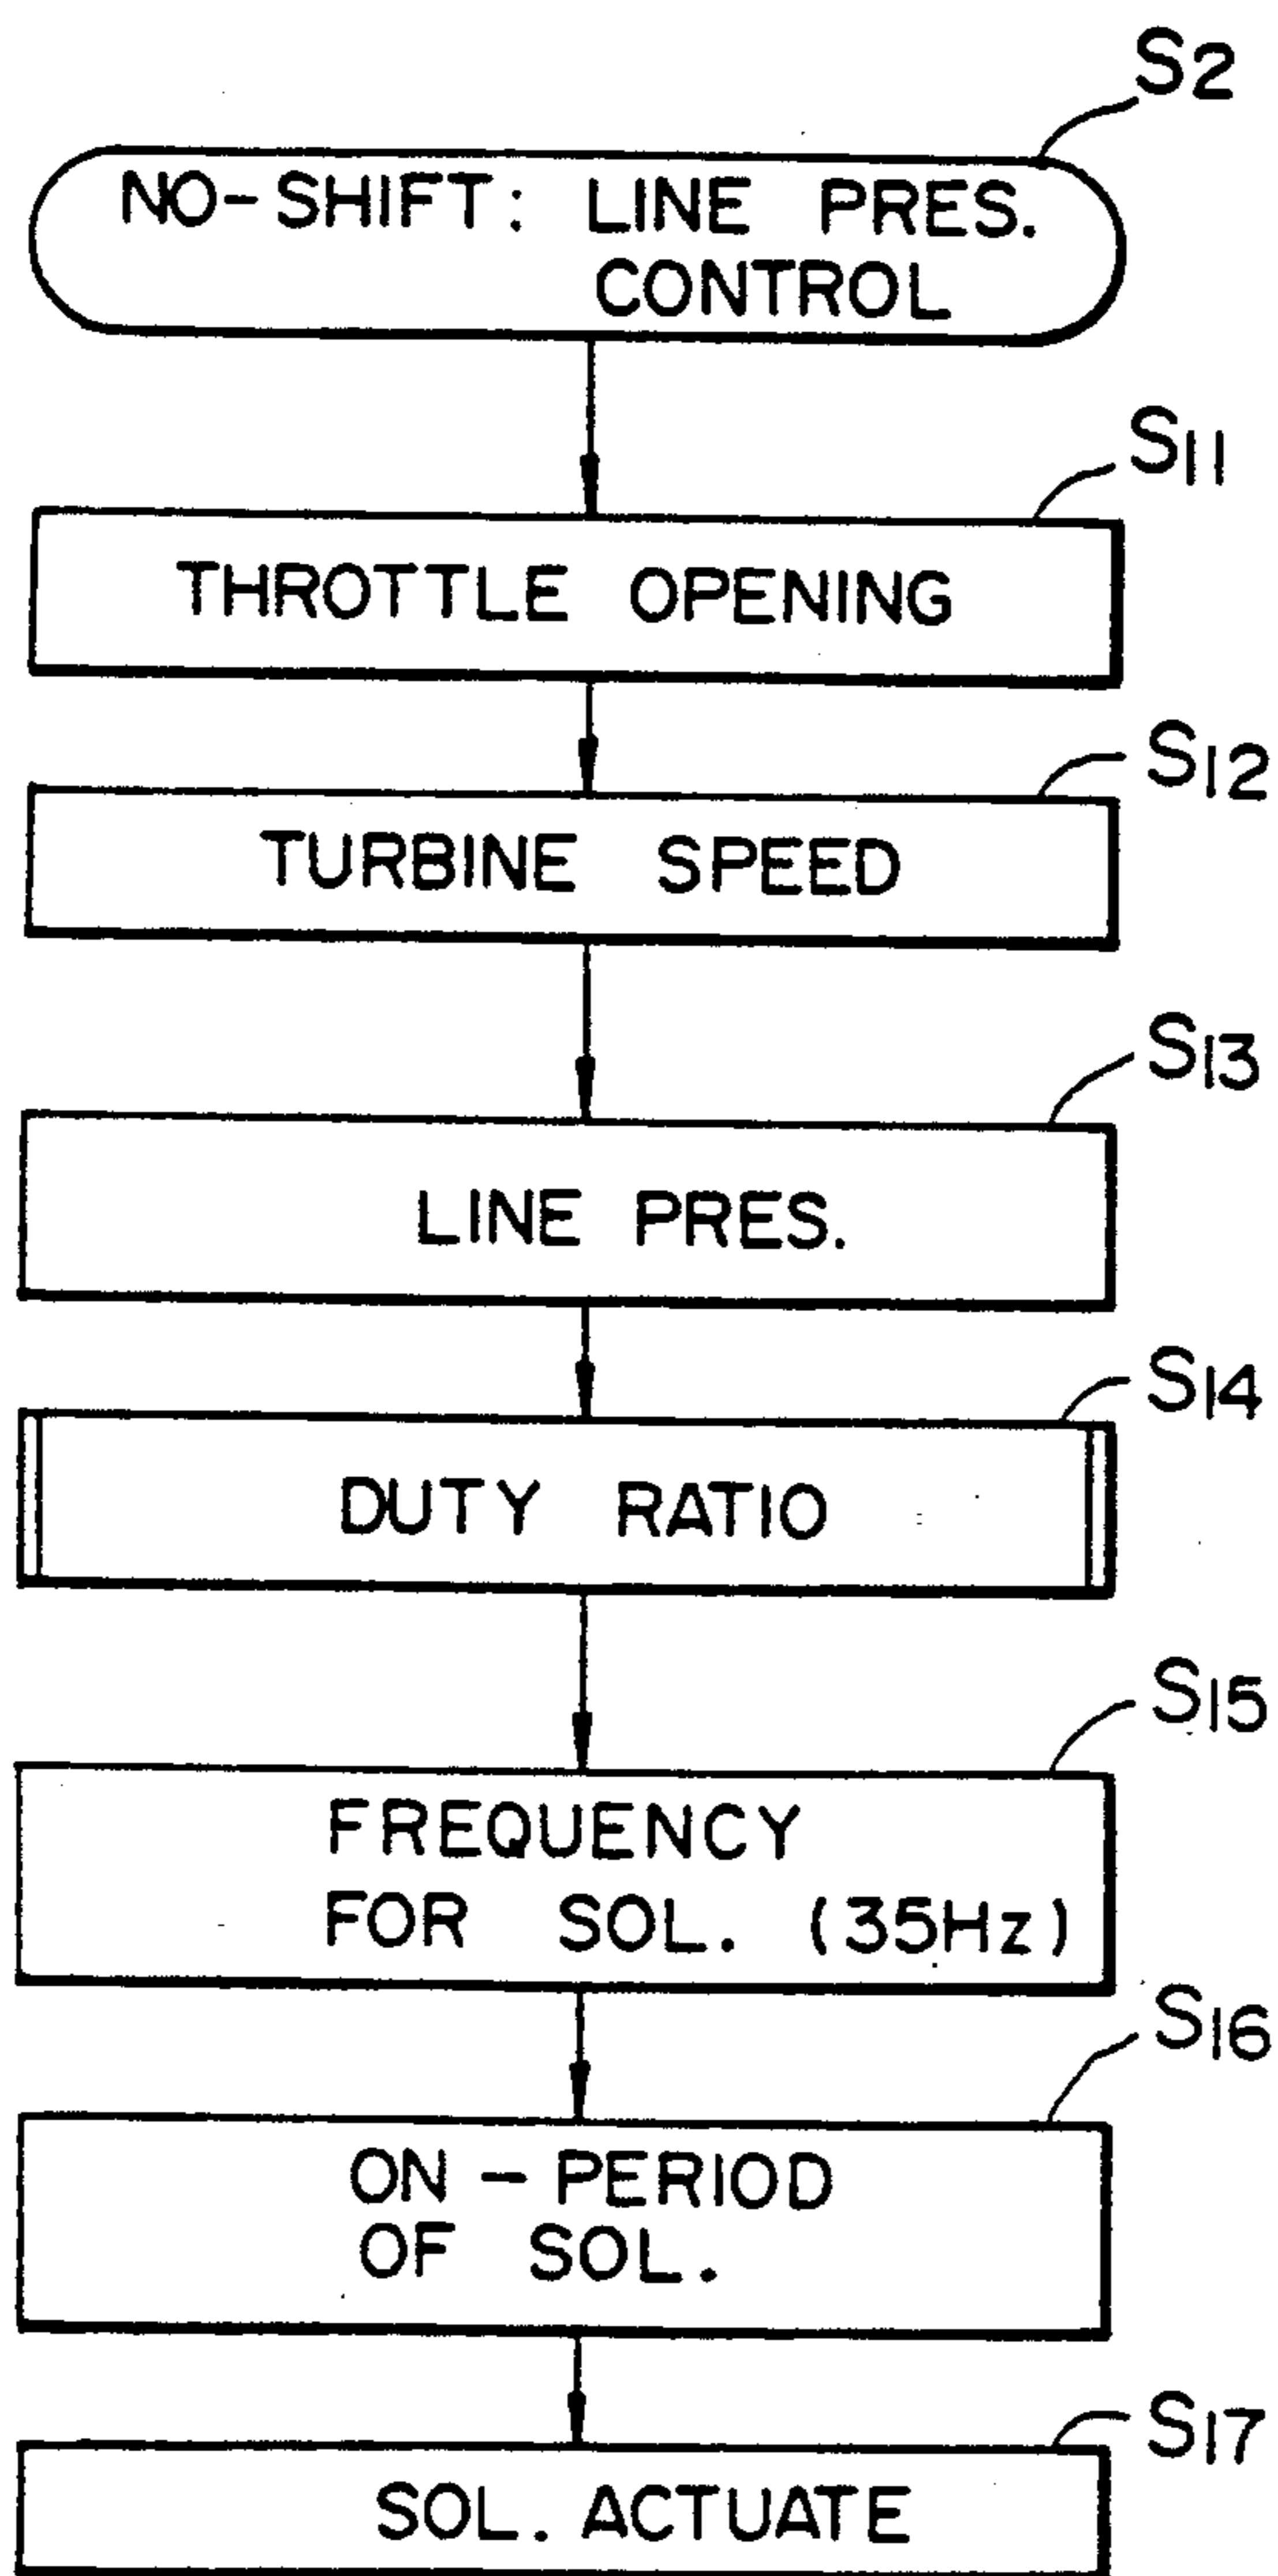 S2
NO-SHIFT: LINE PRES.
CONTROL
S11
THROTTLE OPENING
S12
TURBINE SPEED
S13
LINE PRES.
S14
DUTY RATIO
S15
FREQUENCY
FOR SOL. (35Hz)
S16
ON-PERIOD
OF SOL.
S17
SOL. ACTUATE